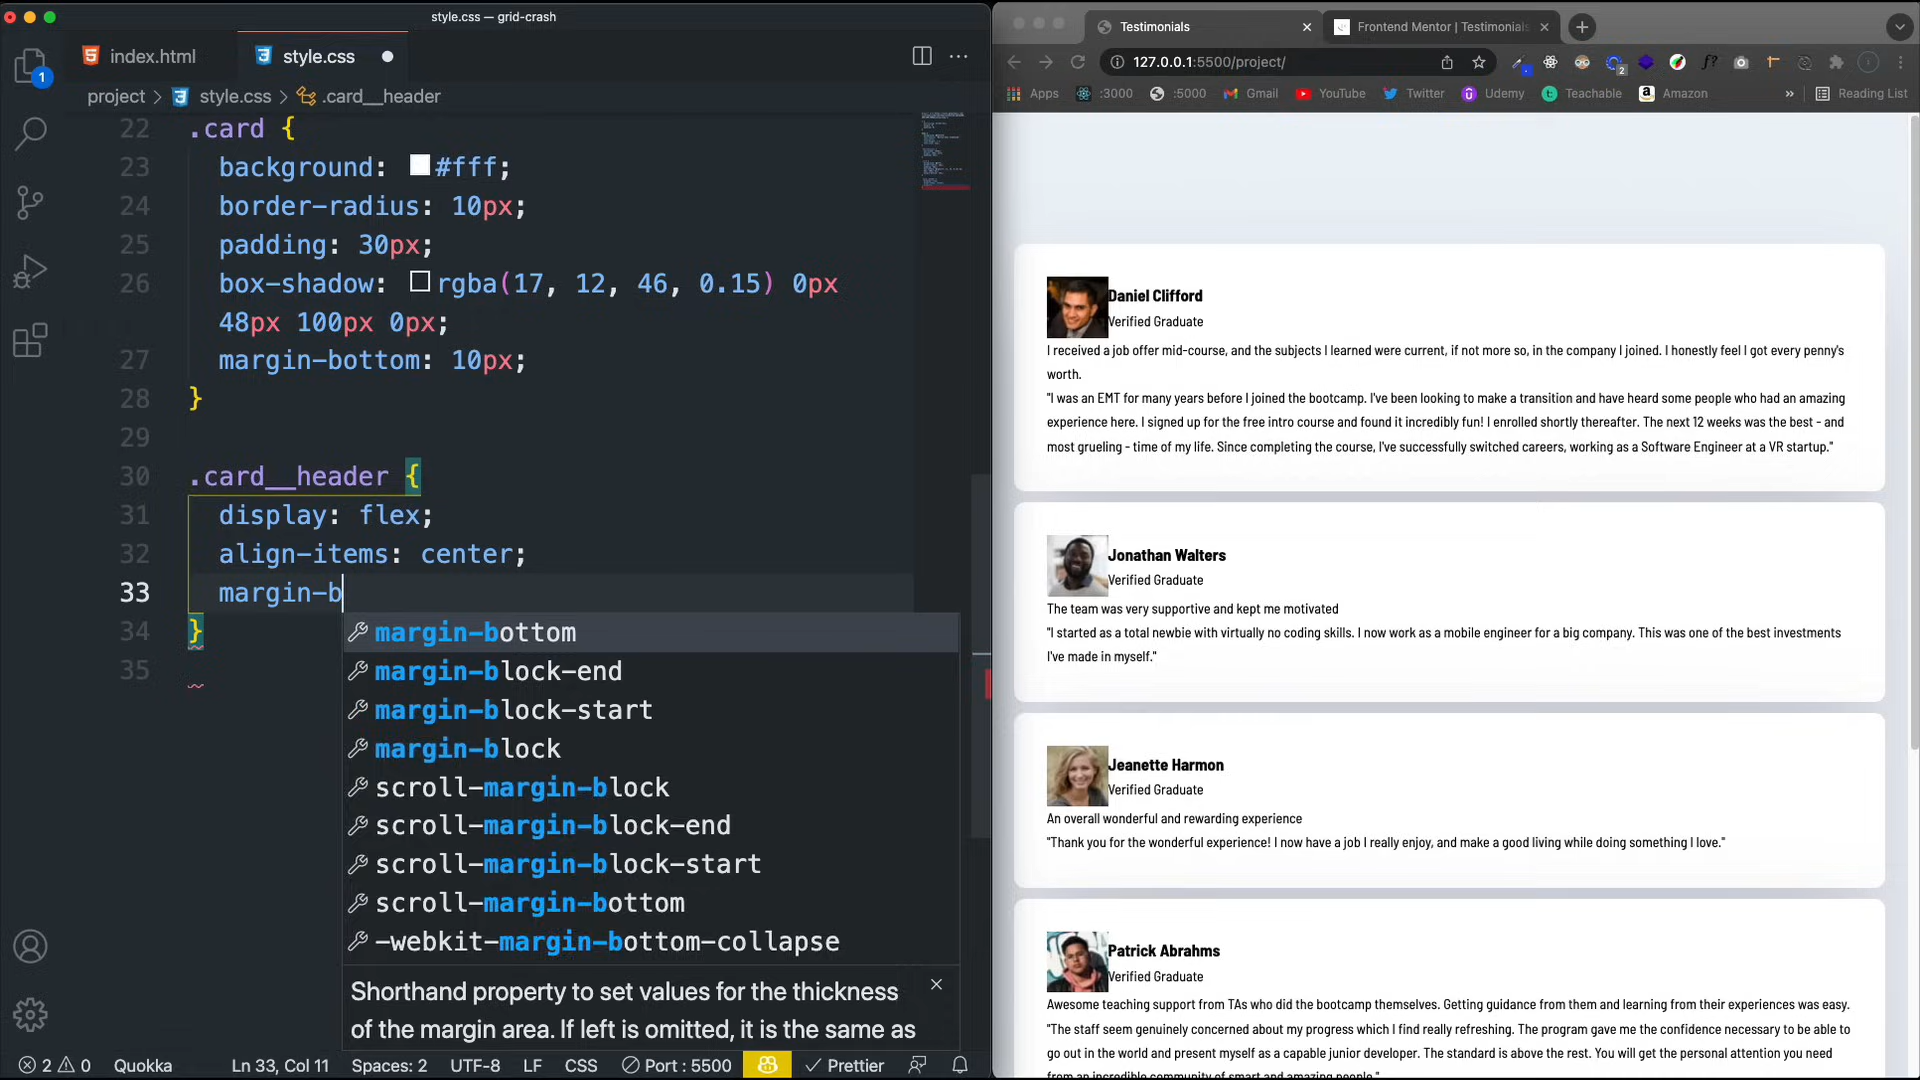 style.css — grid-crash
index.html
style.css
project > style.css > .card__header
1
22 .card {
23 background: #fff;
24 border-radius: 10px;
25 padding: 30px;
26 box-shadow: rgba(17, 12, 46, 0.15) 0px
48px 100px 0px;
27 margin-bottom: 10px;
28 }
29
30 .card__header {
31 display: flex;
32 align-items: center;
33 margin-b
34 }
35
margin-bottom
margin-block-end
margin-block-start
margin-block
scroll-margin-block
scroll-margin-block-end
scroll-margin-block-start
scroll-margin-bottom
-webkit-margin-bottom-collapse
Shorthand property to set values for the thickness
of the margin area. If left is omitted, it is the same as
2 0 Quokka Ln 33, Col 11 Spaces: 2 UTF-8 LF CSS Port : 5500 Prettier
Testimonials
Frontend Mentor | Testimonials
127.0.0.1:5500/project/
f?
2
Apps :3000 :5000 Gmail YouTube Twitter Udemy Teachable Amazon » Reading List
Daniel Clifford
Verified Graduate
I received a job offer mid-course, and the subjects I learned were current, if not more so, in the company I joined. I honestly feel I got every penny's
worth.
"I was an EMT for many years before I joined the bootcamp. I've been looking to make a transition and have heard some people who had an amazing
experience here. I signed up for the free intro course and found it incredibly fun! I enrolled shortly thereafter. The next 12 weeks was the best - and
most grueling - time of my life. Since completing the course, I've successfully switched careers, working as a Software Engineer at a VR startup."
Jonathan Walters
Verified Graduate
The team was very supportive and kept me motivated
"I started as a total newbie with virtually no coding skills. I now work as a mobile engineer for a big company. This was one of the best investments
I've made in myself."
Jeanette Harmon
Verified Graduate
An overall wonderful and rewarding experience
"Thank you for the wonderful experience! I now have a job I really enjoy, and make a good living while doing something I love."
Patrick Abrahms
Verified Graduate
Awesome teaching support from TAs who did the bootcamp themselves. Getting guidance from them and learning from their experiences was easy.
"The staff seem genuinely concerned about my progress which I find really refreshing. The program gave me the confidence necessary to be able to
go out in the world and present myself as a capable junior developer. The standard is above the rest. You will get the personal attention you need
from an incredible community of smart and amazing people."